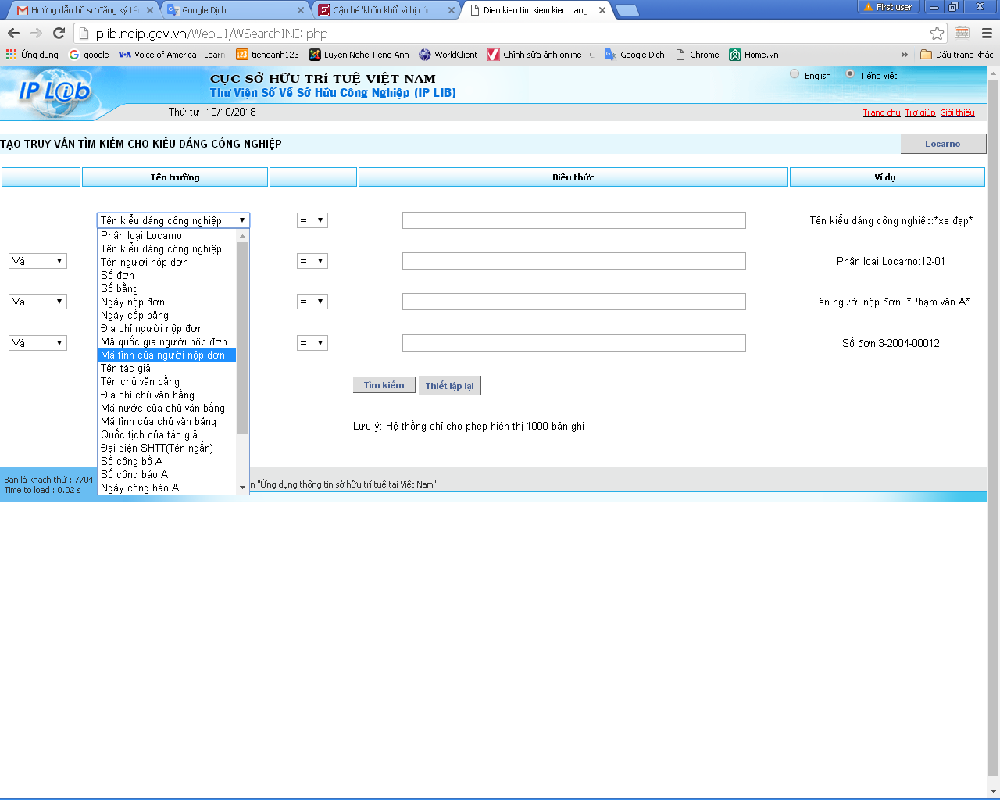 Hướng dẫn hồ sơ đăng ký tên
Google Dịch
Cậu bé 'khốn khổ' vì bị cứ
Dieu kien tim kiem kieu dang c
First user
iplib.noip.gov.vn/WebUI/WSearchIND.php
Ứng dụng
google
Voice of America - Learn
tienganh123
Luyen Nghe Tieng Anh
WorldClient
Chỉnh sửa ảnh online - C
Google Dịch
Chrome
Home.vn
»
Dấu trang khác
IP L@b
CỤC SỞ HỮU TRÍ TUỆ VIỆT NAM
Thư Viện Số Về Sở Hữu Công Nghiệp (IP LIB)
English
Tiếng Việt
Thứ tư, 10/10/2018
Trang chủ Trợ giúp Giới thiệu
TẠO TRUY VẤN TÌM KIẾM CHO KIỂU DÁNG CÔNG NGHIỆP
Locarno
Tên trường
Biểu thức
Ví dụ
Tên kiểu dáng công nghiệp
=
Tên kiểu dáng công nghiệp:*xe đạp*
Và
=
Phân loại Locarno:12-01
Và
=
Tên người nộp đơn: *Phạm văn A*
Và
=
Số đơn:3-2004-00012
Phân loại Locarno
Tên kiểu dáng công nghiệp
Tên người nộp đơn
Số đơn
Số bằng
Ngày nộp đơn
Ngày cấp bằng
Địa chỉ người nộp đơn
Mã quốc gia người nộp đơn
Mã tỉnh của người nộp đơn
Tên tác giả
Tên chủ văn bằng
Địa chỉ chủ văn bằng
Mã nước của chủ văn bằng
Mã tỉnh của chủ văn bằng
Quốc tịch của tác giả
Đại diện SHTT(Tên ngắn)
Số công bố A
Số công báo A
Ngày công báo A
Tìm kiếm
Thiết lập lại
Lưu ý: Hệ thống chỉ cho phép hiển thị 1000 bản ghi
Bạn là khách thứ : 7704
Time to load : 0.02 s
n "Ứng dụng thông tin sở hữu trí tuệ tại Việt Nam"